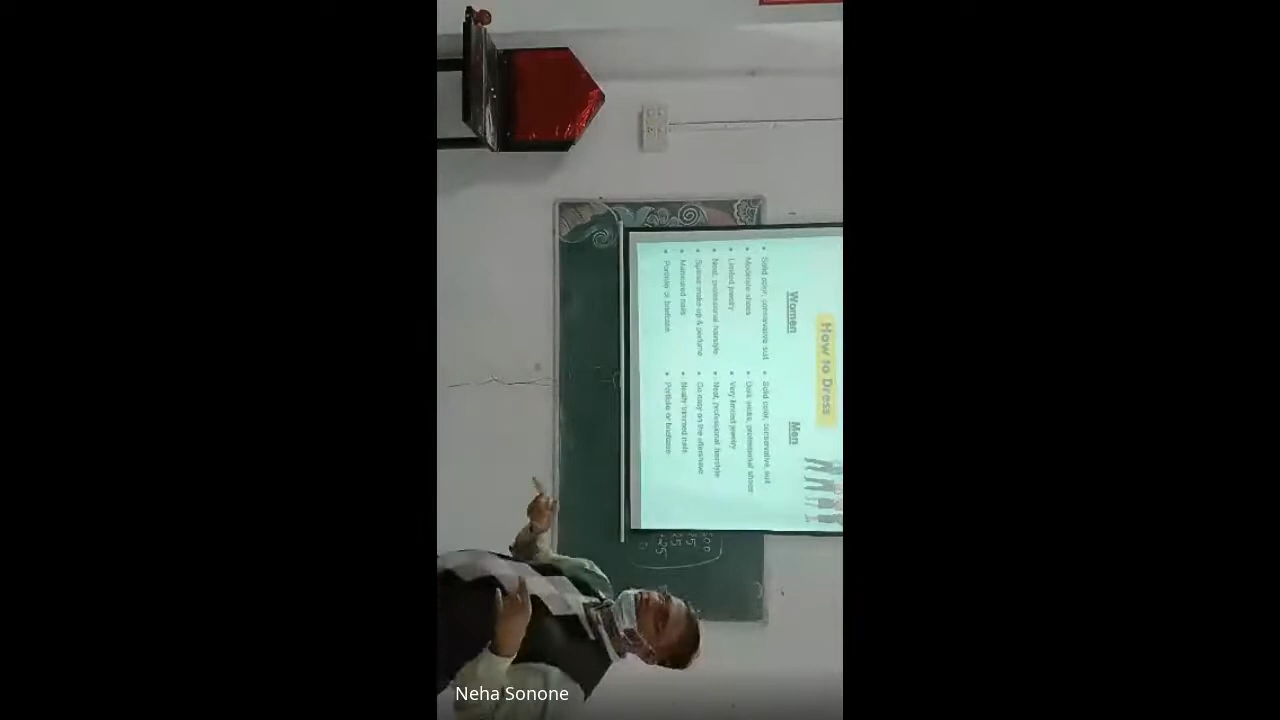 How to Dress
Women
Solid color, conservative suit
Moderate shoes
Limited jewelry
Neat, professional hairstyle
Sparse make-up & perfume
Manicured nails
Portfolio or briefcase
Men
Solid color, conservative, suit
Dark socks, professional shoes
Very limited jewelry
Neat, professional hairstyle
Go easy on the aftershave
Neatly trimmed nails
Portfolio or briefcase
Neha Sonone